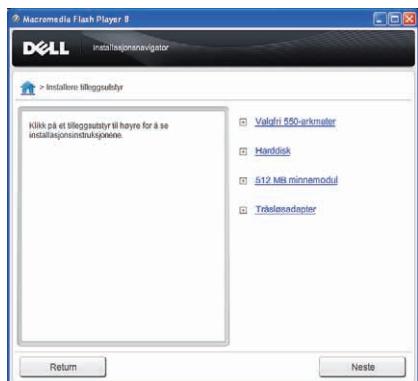 Macromedia Flash Player 8
DELL Installasjonsnavigator
> Installere tilleggsutstyr
Klikk på et tilleggsutstyr til høyre for å se
installasjonsinstruksjonene.
Valgfri 550-arkmater
Harddisk
512 MB minnemodul
Trådløsadapter
Return
Neste